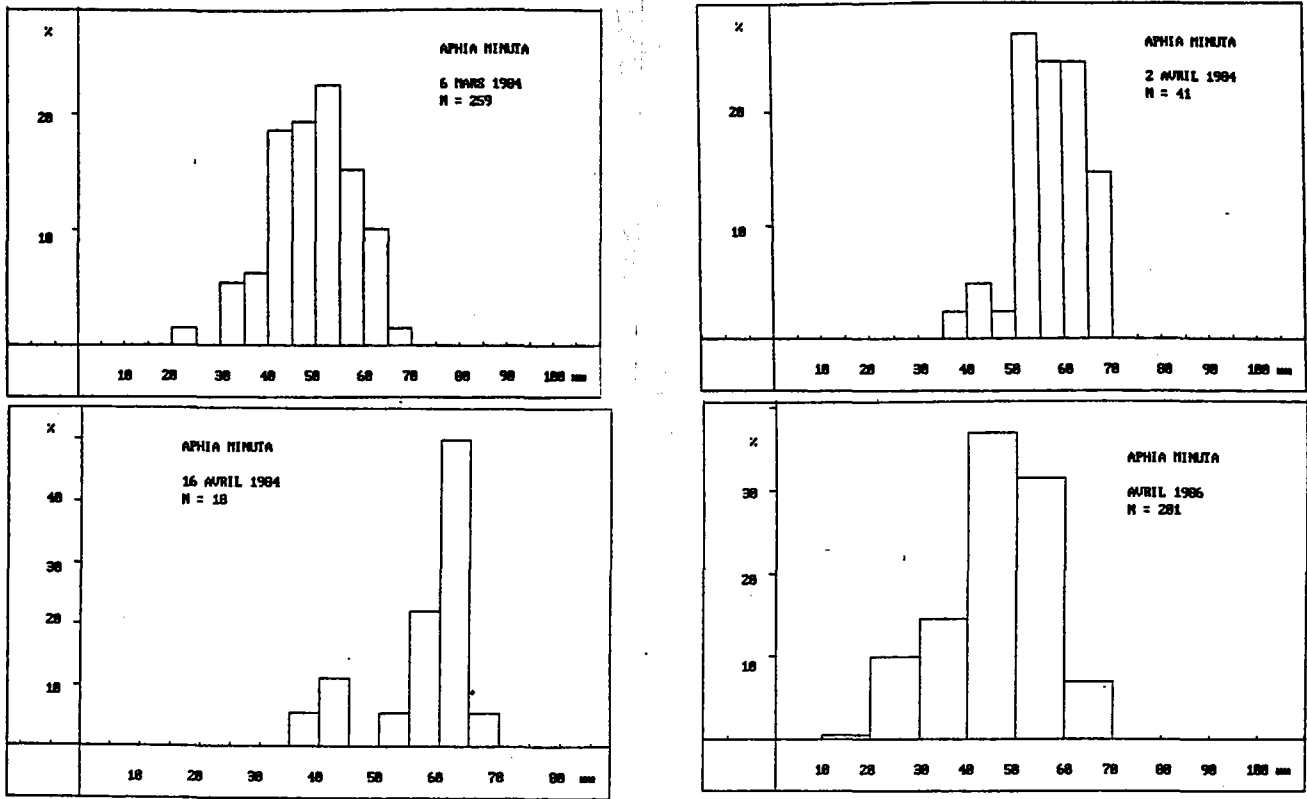 %
APHIA MINUTA
6 MARS 1984
N = 259
20
10
10 20 30 40 50 60 70 80 90 100 mm
%
APHIA MINUTA
2 AVRIL 1984
N = 41
20
10
10 20 30 40 50 60 70 80 90 100 mm
%
APHIA MINUTA
16 AVRIL 1984
N = 18
40
30
20
10
10 20 30 40 50 60 70 80 mm
%
APHIA MINUTA
AVRIL 1986
N = 201
30
20
10
10 20 30 40 50 60 70 80 90 100 mm